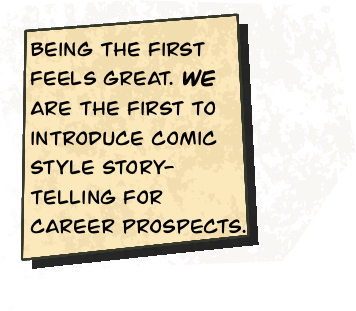 BEING THE FIRST
FEELS GREAT. WE
ARE THE FIRST TO
INTRODUCE COMIC
STYLE STORY-
TELLING FOR
CAREER PROSPECTS.